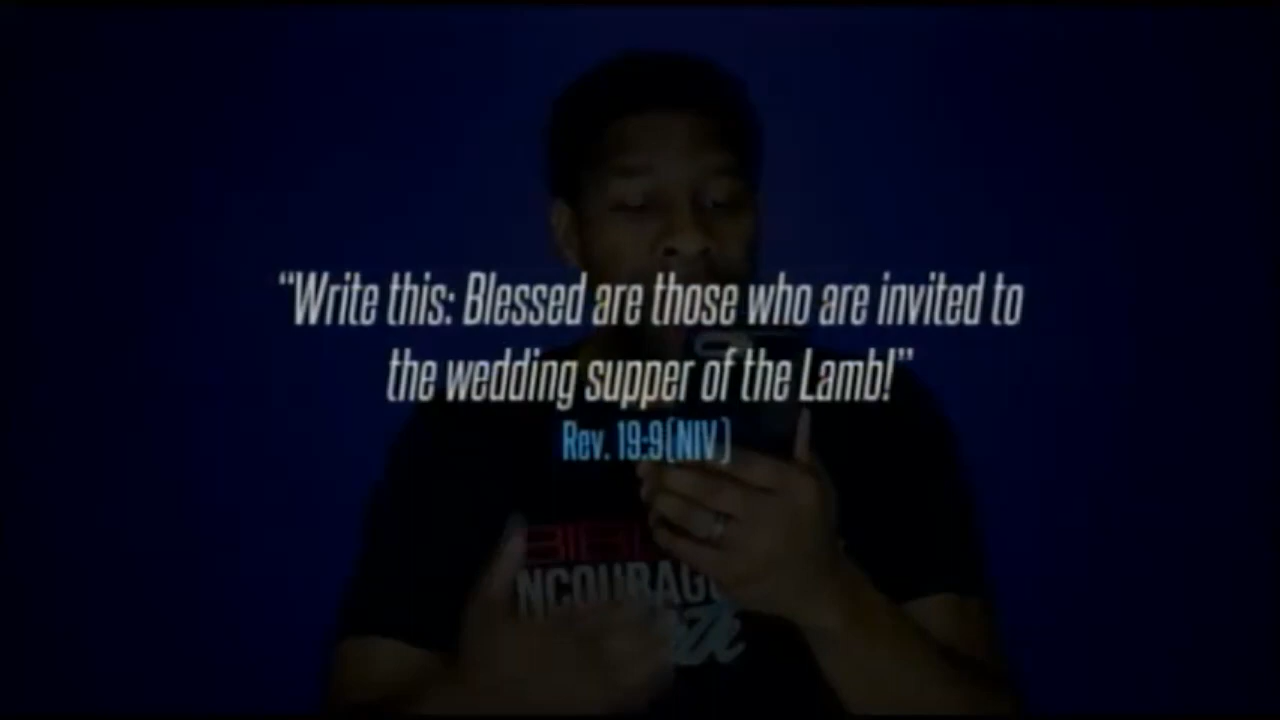 “Write this: Blessed are those who are invited to
the wedding supper of the Lamb!”
Rev. 19:9(NIV)
NCOURAG